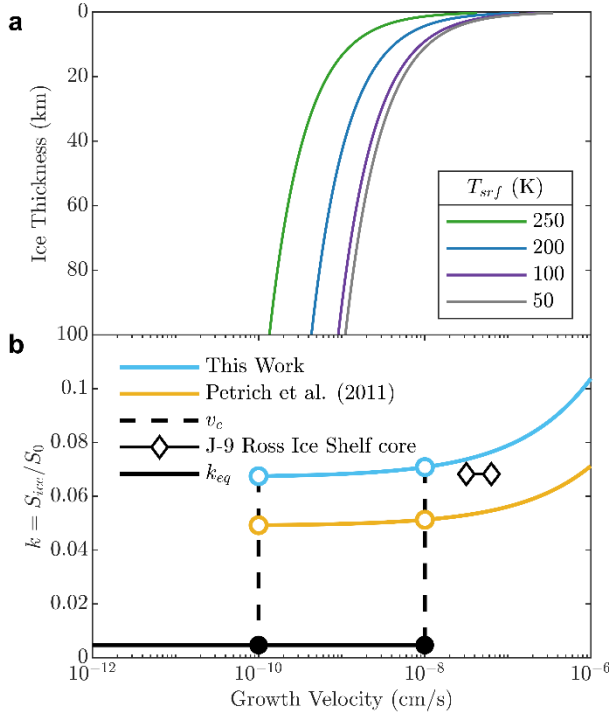 a
0
20
40
60
80
100
Ice Thickness (km)
T_srf (K)
250
200
100
50
b
This Work
Petrich et al. (2011)
v_c
J-9 Ross Ice Shelf core
k_eq
0.1
0.08
0.06
0.04
0.02
0
k = S_ice/S_0
10^-12
10^-10
10^-8
10^-6
Growth Velocity (cm/s)